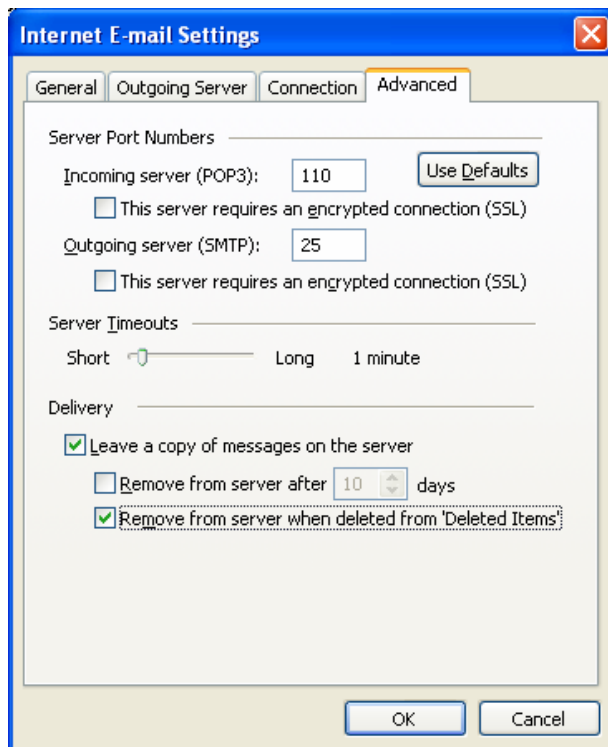 Internet E-mail Settings
General Outgoing Server Connection Advanced
Server Port Numbers
Incoming server (POP3): 110 Use Defaults
This server requires an encrypted connection (SSL)
Outgoing server (SMTP): 25
This server requires an encrypted connection (SSL)
Server Timeouts
Short Long 1 minute
Delivery
Leave a copy of messages on the server
Remove from server after 10 days
Remove from server when deleted from 'Deleted Items'
OK Cancel